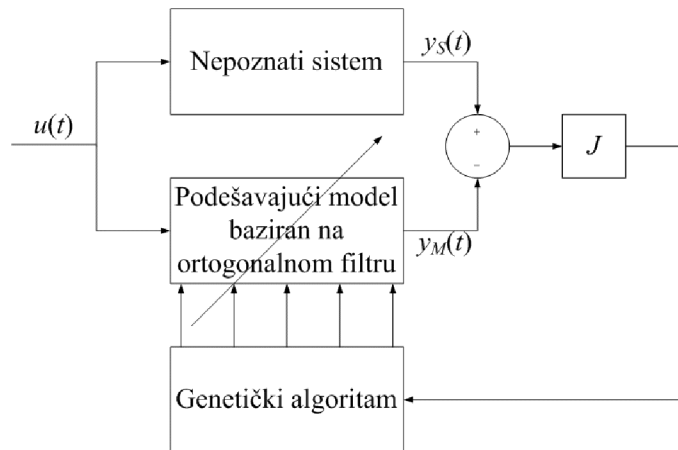 Nepoznati sistem
y_S(t)
u(t)
+
−
J
Podešavajući model
baziran na
ortogonalnom filtru
y_M(t)
Genetički algoritam